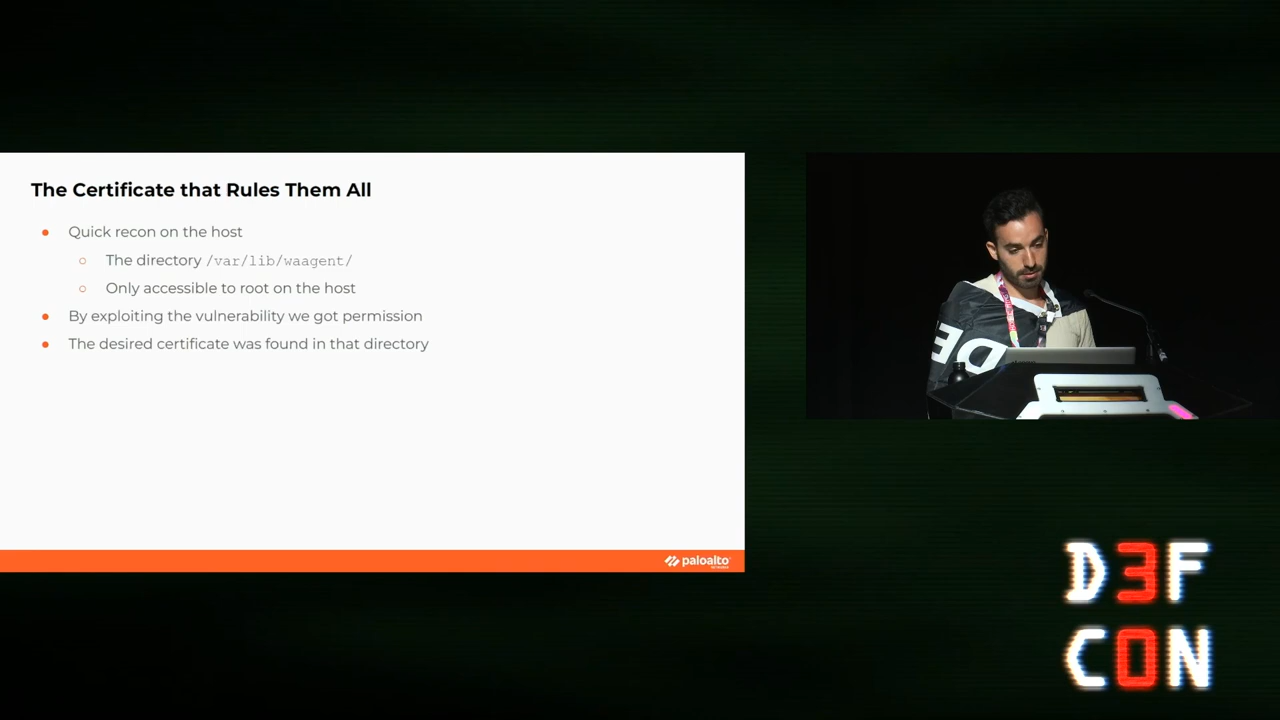 The Certificate that Rules Them All
● Quick recon on the host
○ The directory /var/lib/waagent/
○ Only accessible to root on the host
● By exploiting the vulnerability we got permission
● The desired certificate was found in that directory
paloalto
DE
D3F
C0N